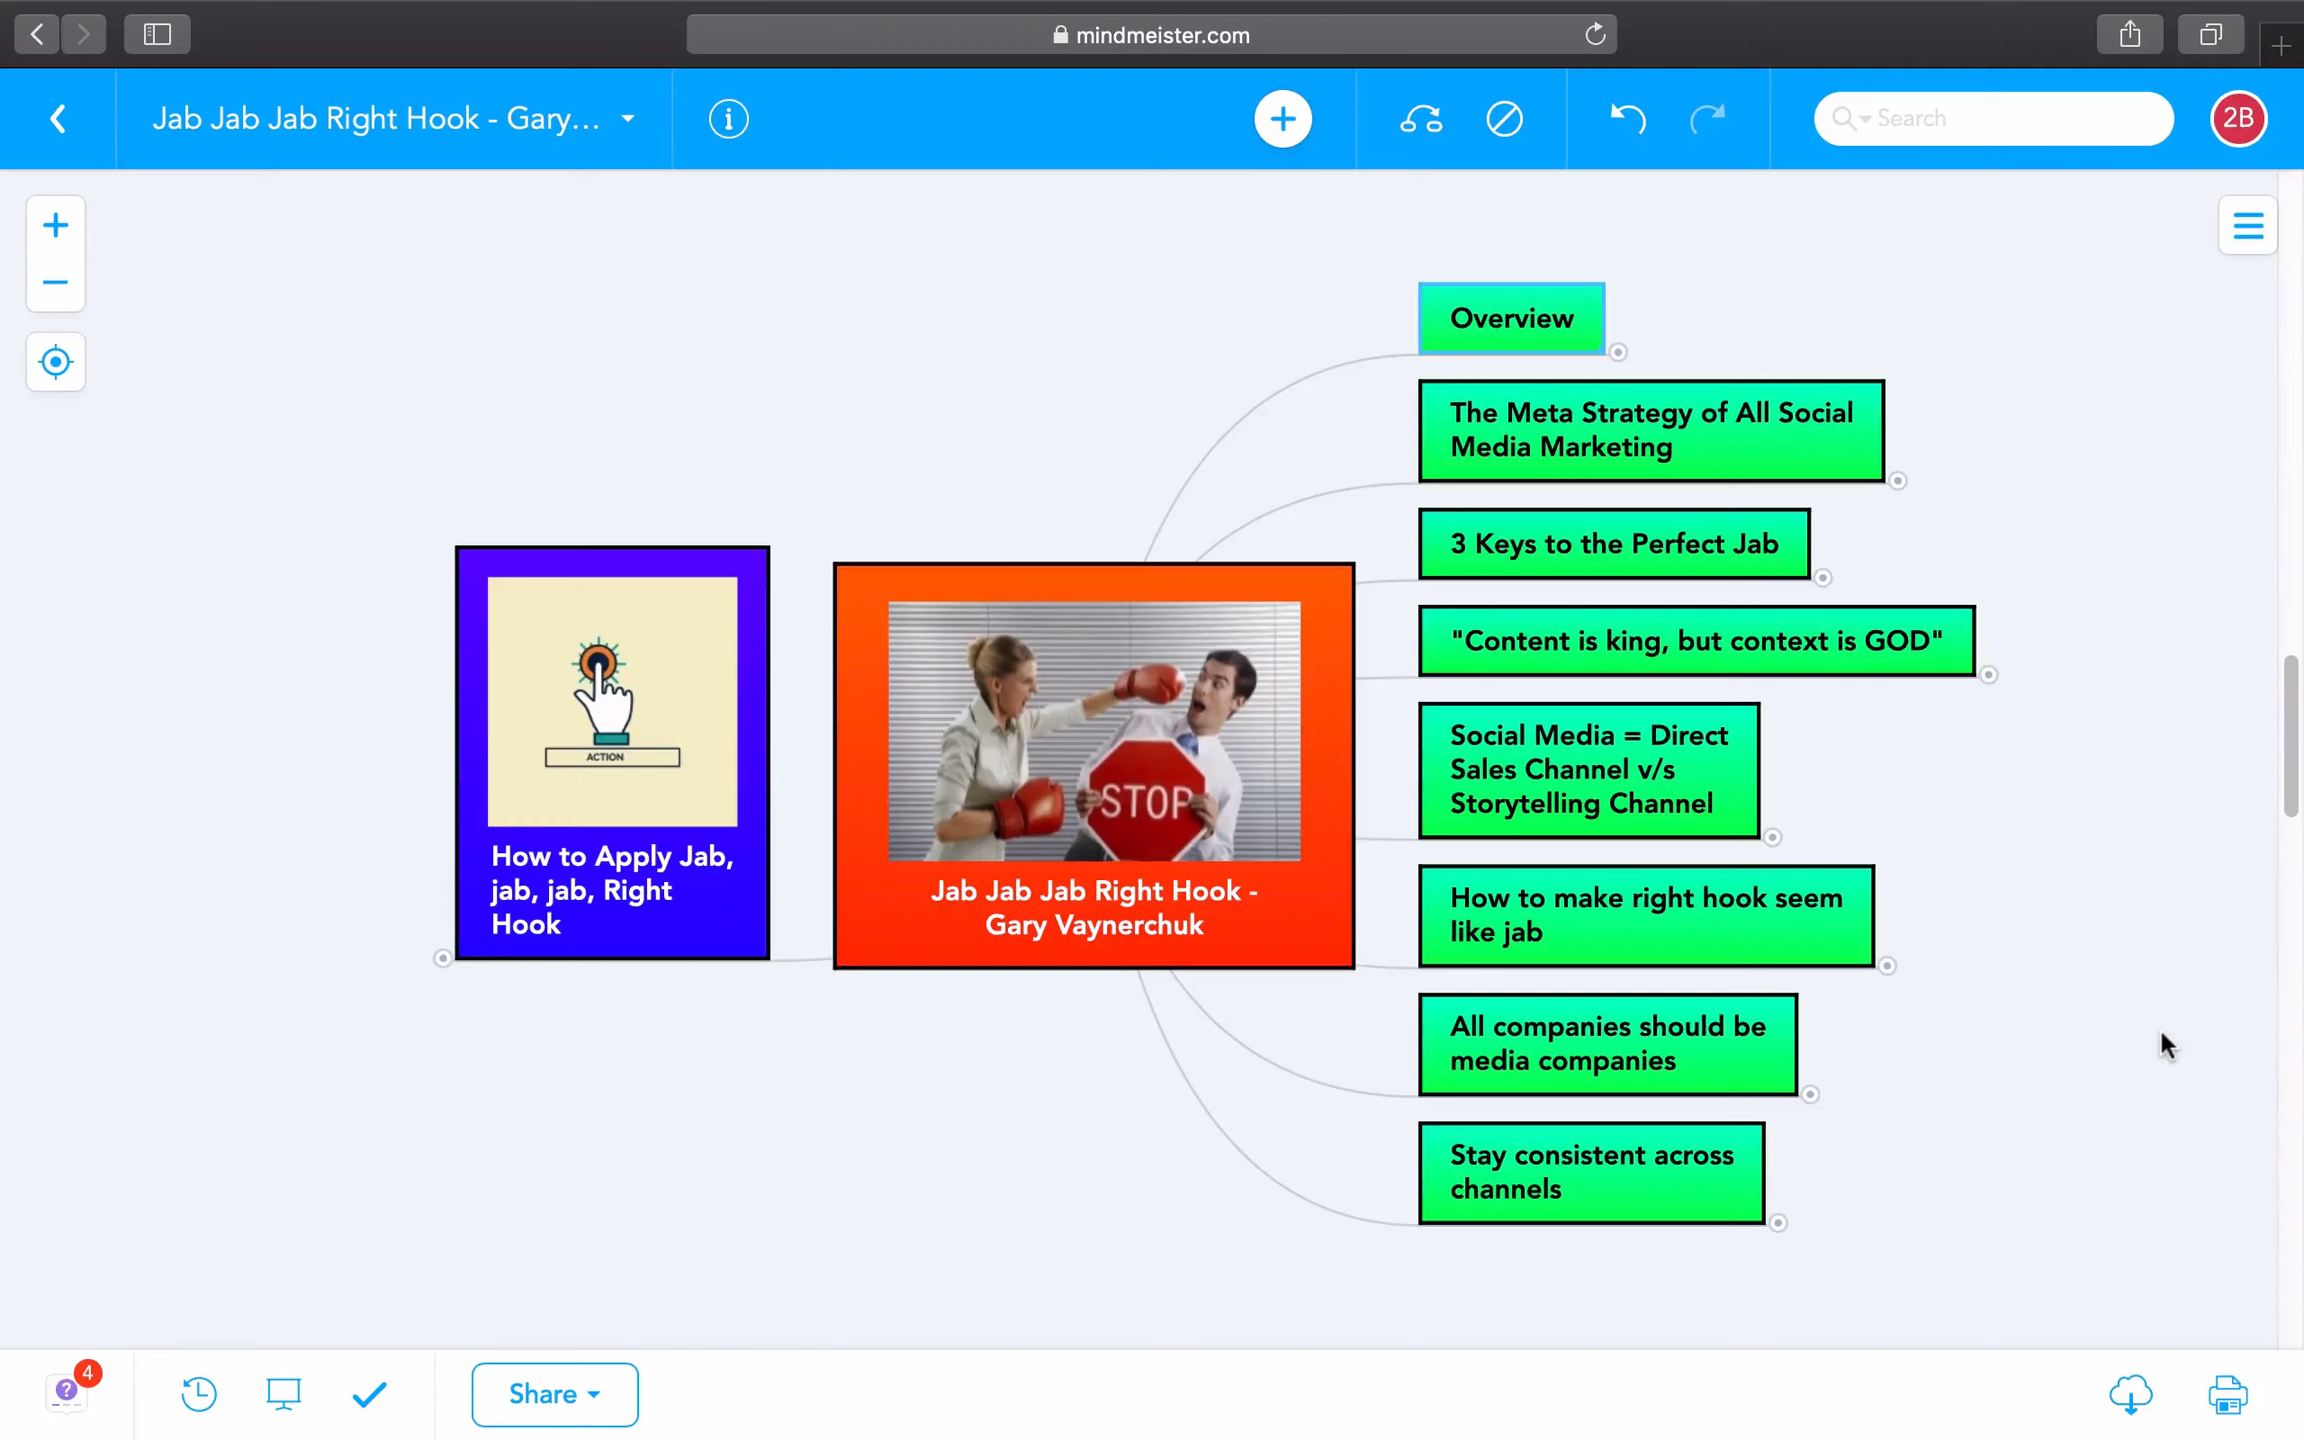 mindmeister.com
Jab Jab Jab Right Hook - Gary...
Search
2B
Overview
The Meta Strategy of All Social
Media Marketing
3 Keys to the Perfect Jab
"Content is king, but context is GOD"
Social Media = Direct
Sales Channel v/s
Storytelling Channel
How to make right hook seem
like jab
All companies should be
media companies
Stay consistent across
channels
STOP
Jab Jab Jab Right Hook -
Gary Vaynerchuk
ACTION
How to Apply Jab,
jab, jab, Right
Hook
4
Share